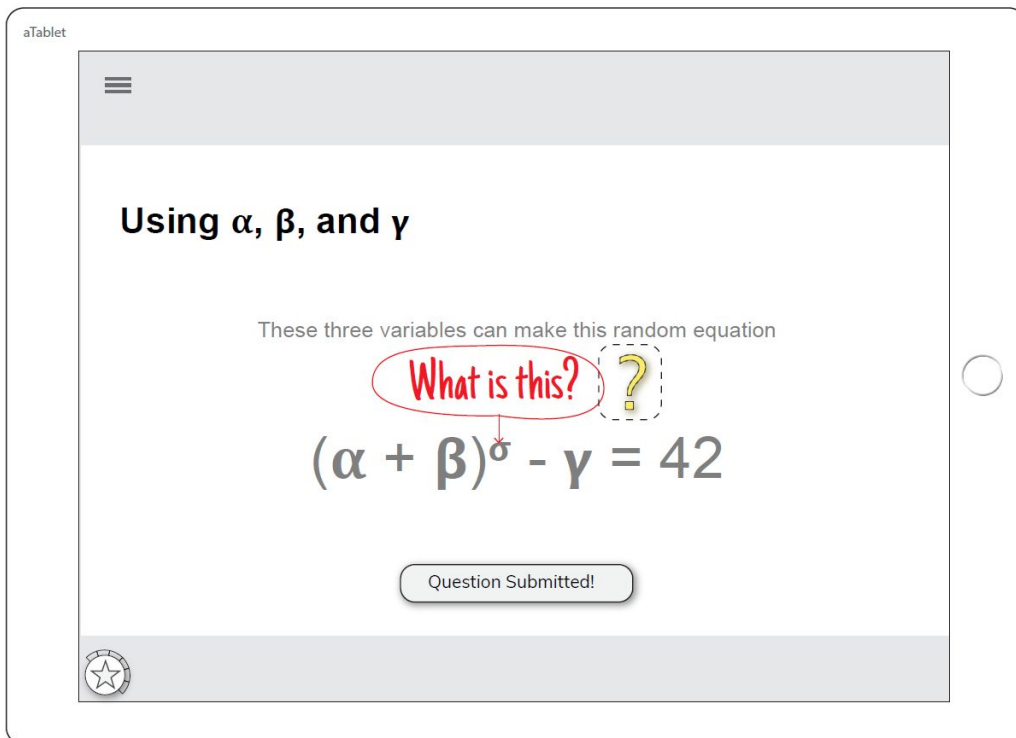 aTablet
Using α, β, and γ
These three variables can make this random equation
What is this? ?
(α + β)^σ - γ = 42
Question Submitted!